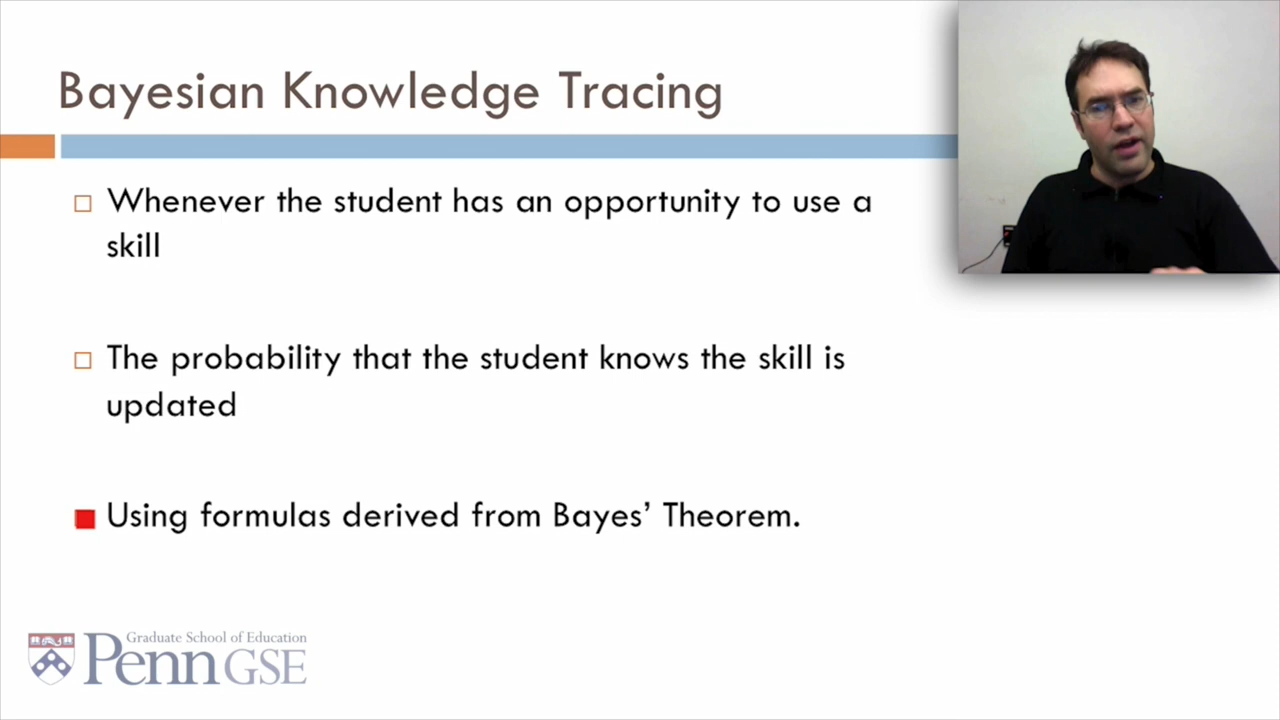 Bayesian Knowledge Tracing
Whenever the student has an opportunity to use a
skill
The probability that the student knows the skill is
updated
Using formulas derived from Bayes’ Theorem.
Graduate School of Education
Penn GSE